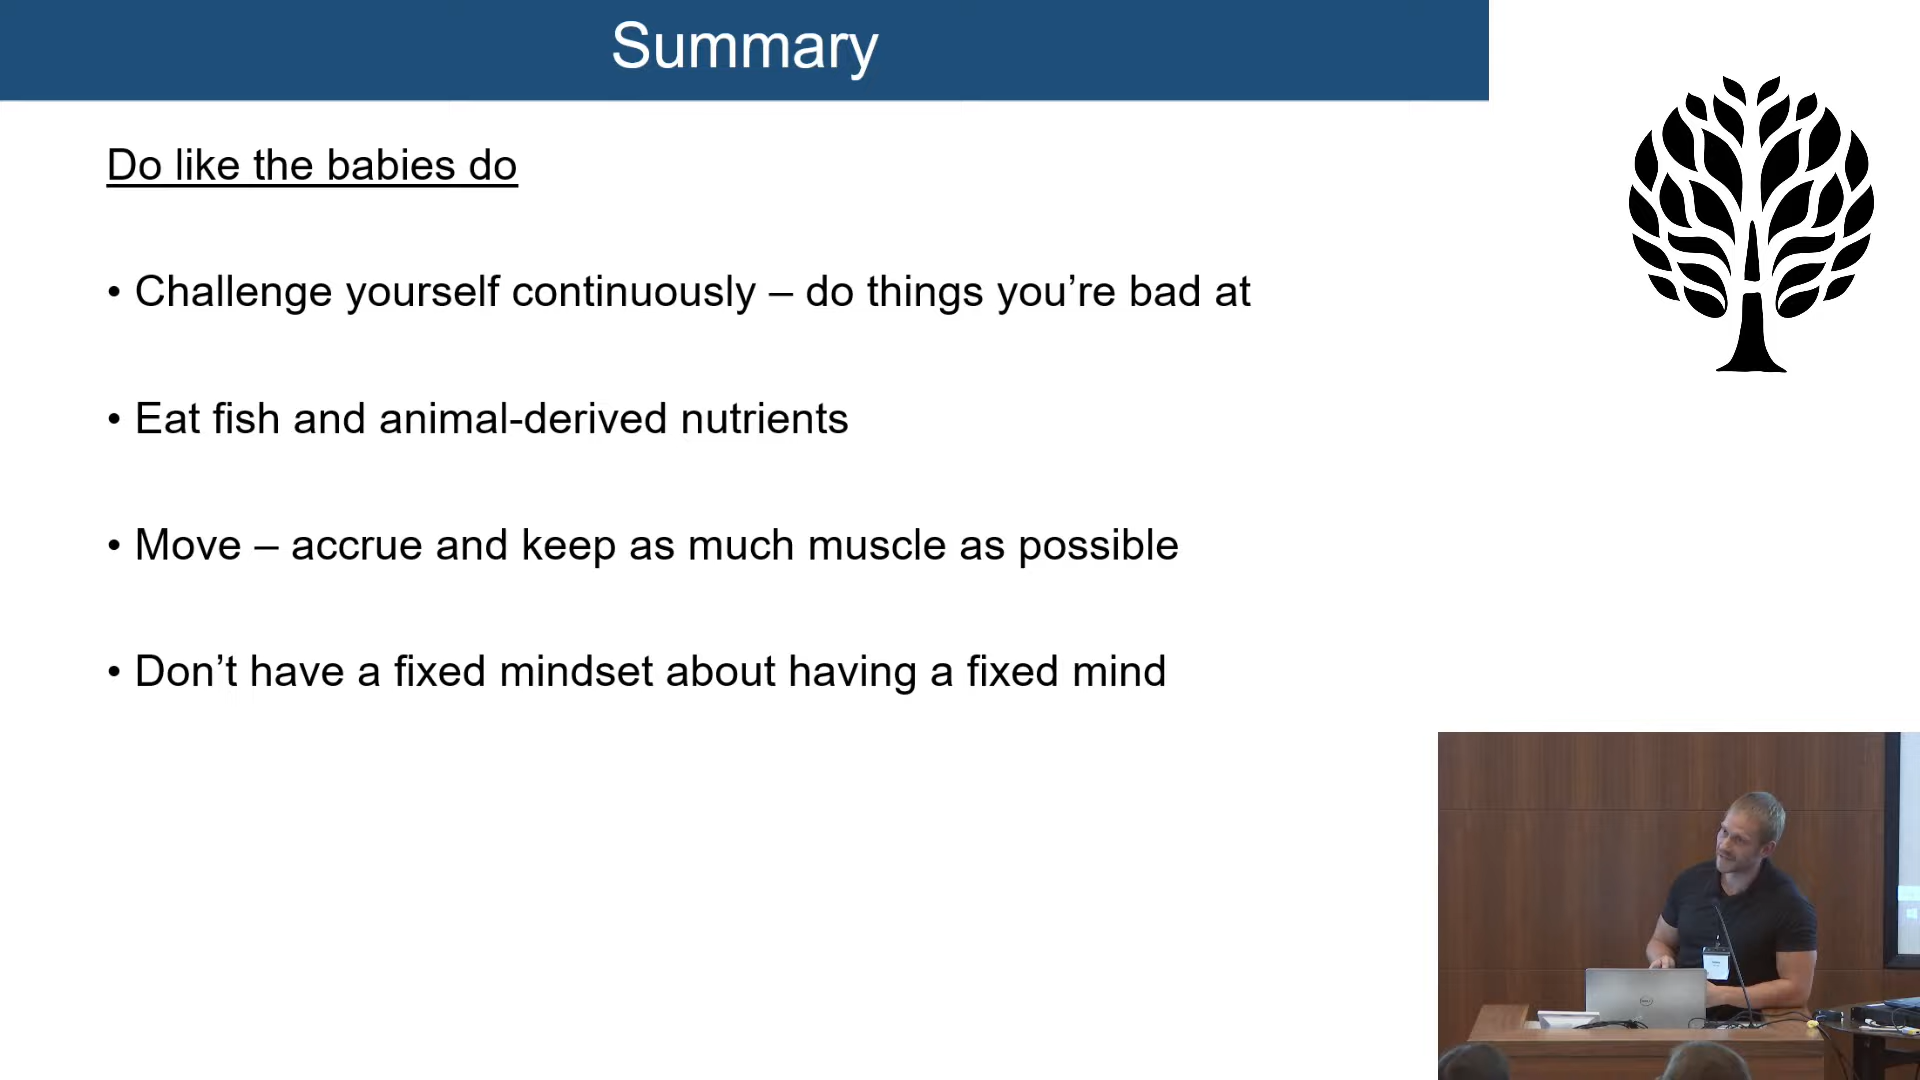 Summary
Do like the babies do
• Challenge yourself continuously – do things you’re bad at
• Eat fish and animal-derived nutrients
• Move – accrue and keep as much muscle as possible
• Don’t have a fixed mindset about having a fixed mind